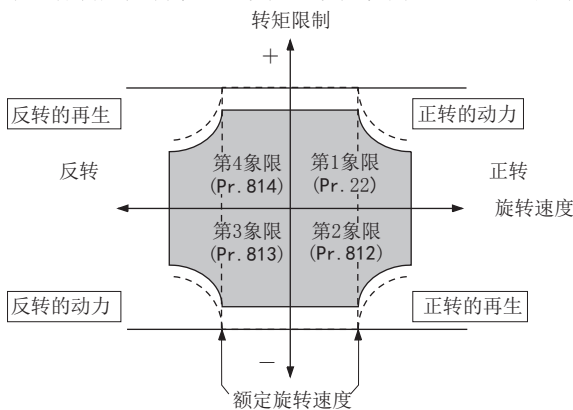 转矩限制
+
反转的再生
正转的动力
反转
第4象限
(Pr. 814)
第1象限
(Pr. 22)
正转
旋转速度
第3象限
(Pr. 813)
第2象限
(Pr. 812)
反转的动力
正转的再生
−
额定旋转速度